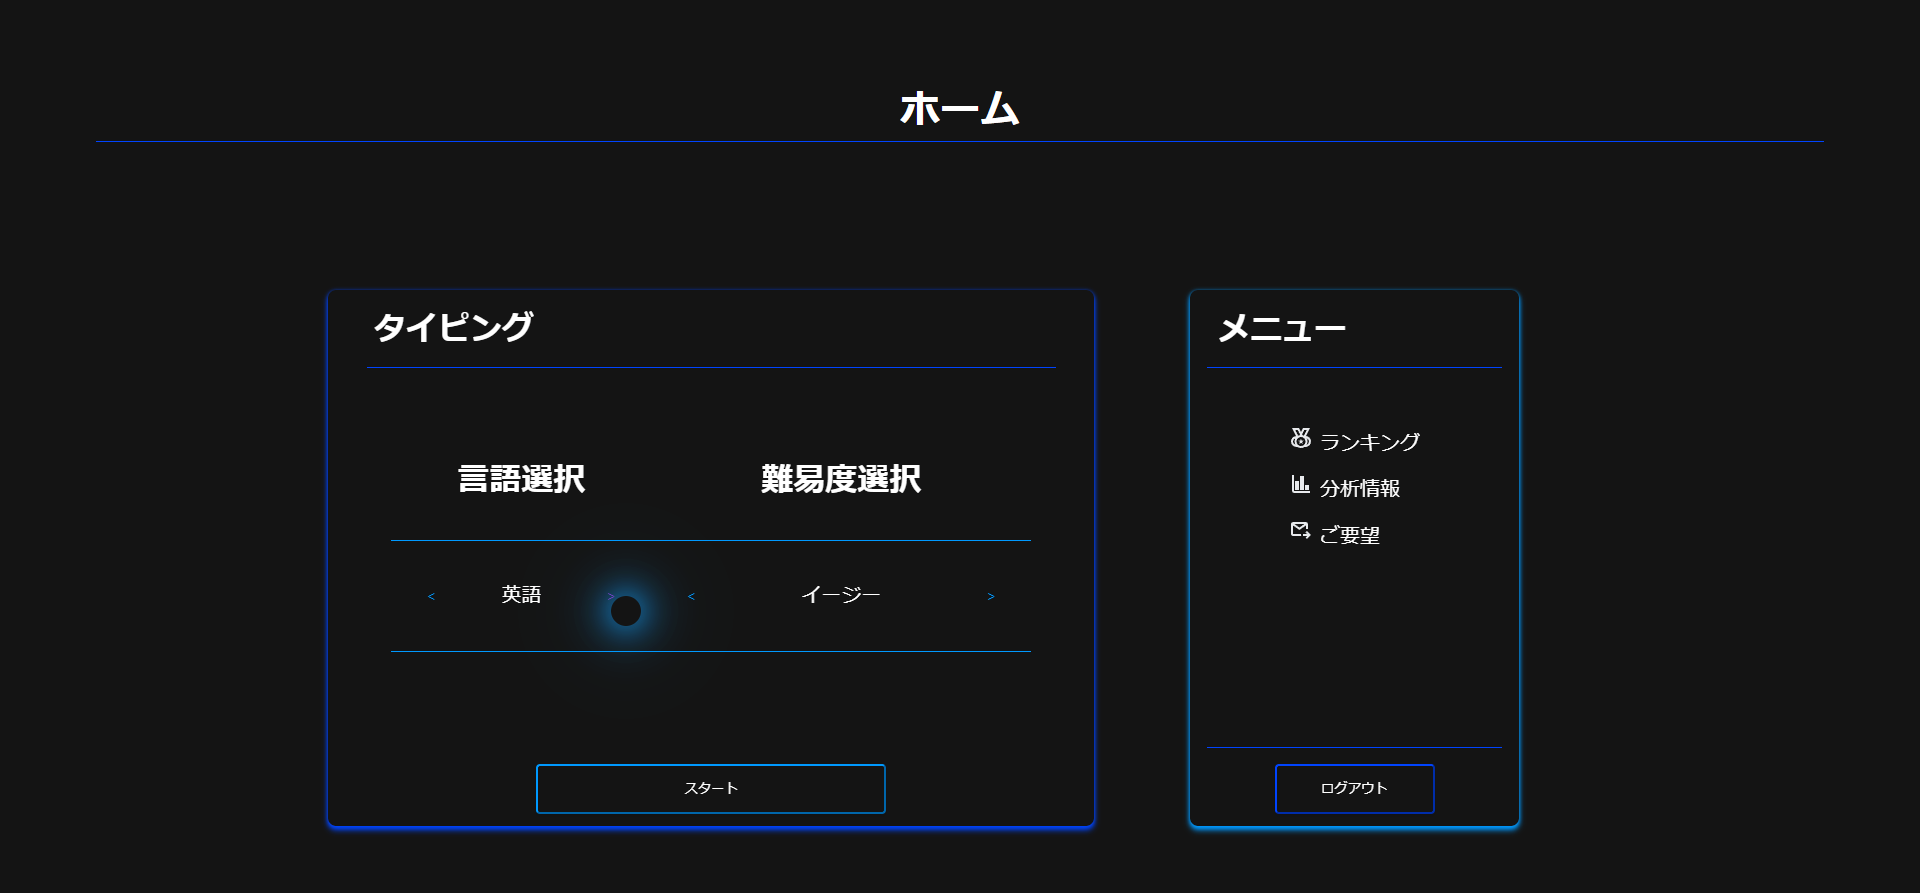 ホーム
タイピング
言語選択 難易度選択
< 英語 > < イージー >
スタート
メニュー
ランキング
分析情報
ご要望
ログアウト